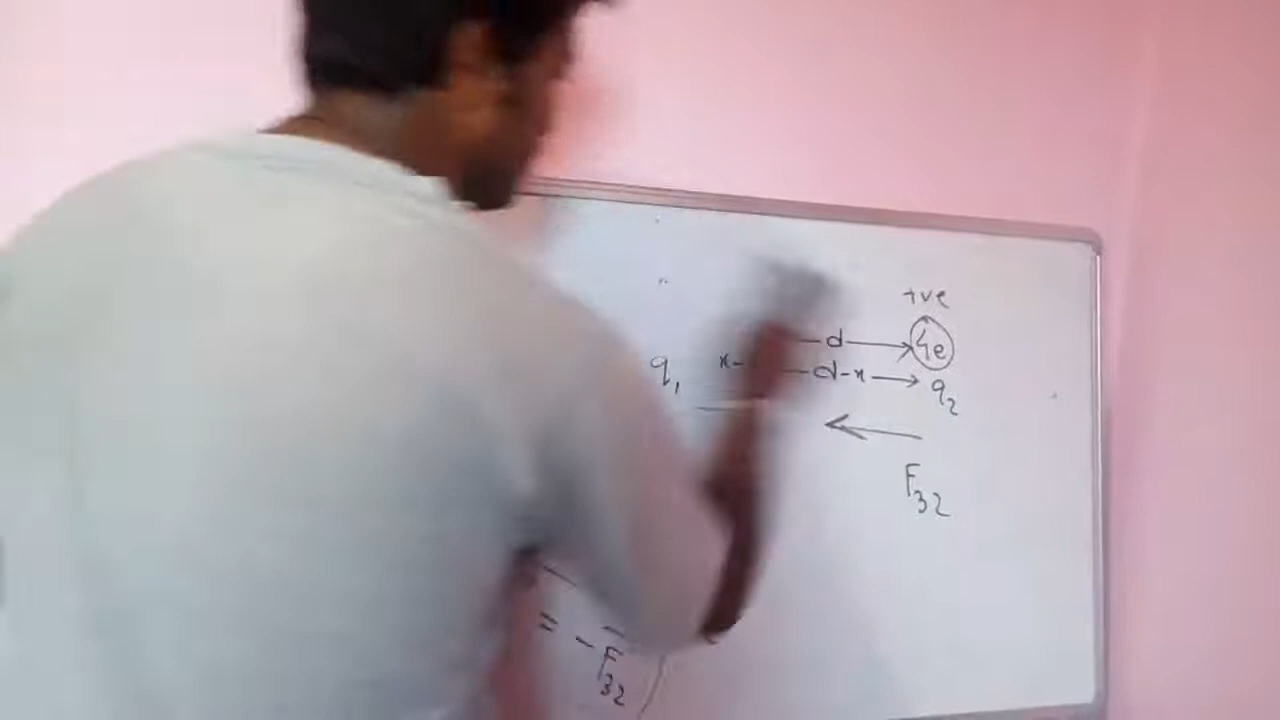 +ve
d 4e
q1 x- d-x q2
F32
= -F32